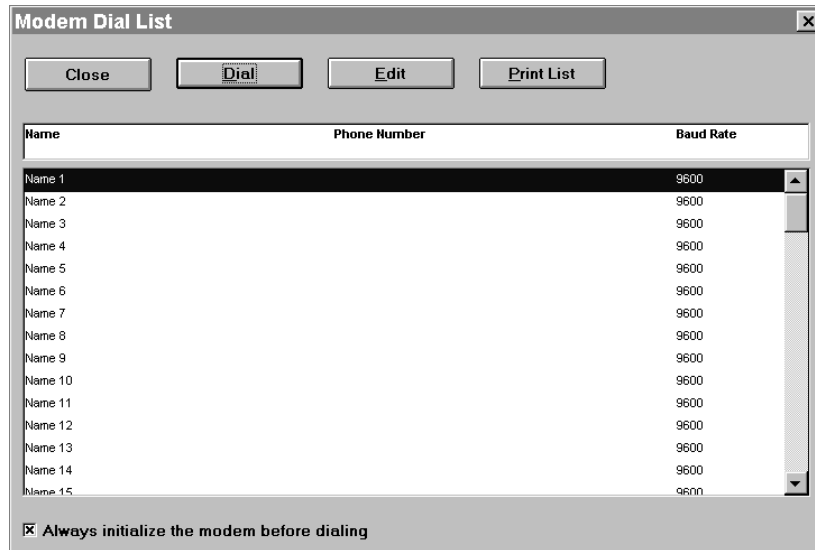 Modem Dial List
Close Dial Edit Print List
Name Phone Number Baud Rate
Name 1 9600
Name 2 9600
Name 3 9600
Name 4 9600
Name 5 9600
Name 6 9600
Name 7 9600
Name 8 9600
Name 9 9600
Name 10 9600
Name 11 9600
Name 12 9600
Name 13 9600
Name 14 9600
Name 15 9600
Always initialize the modem before dialing